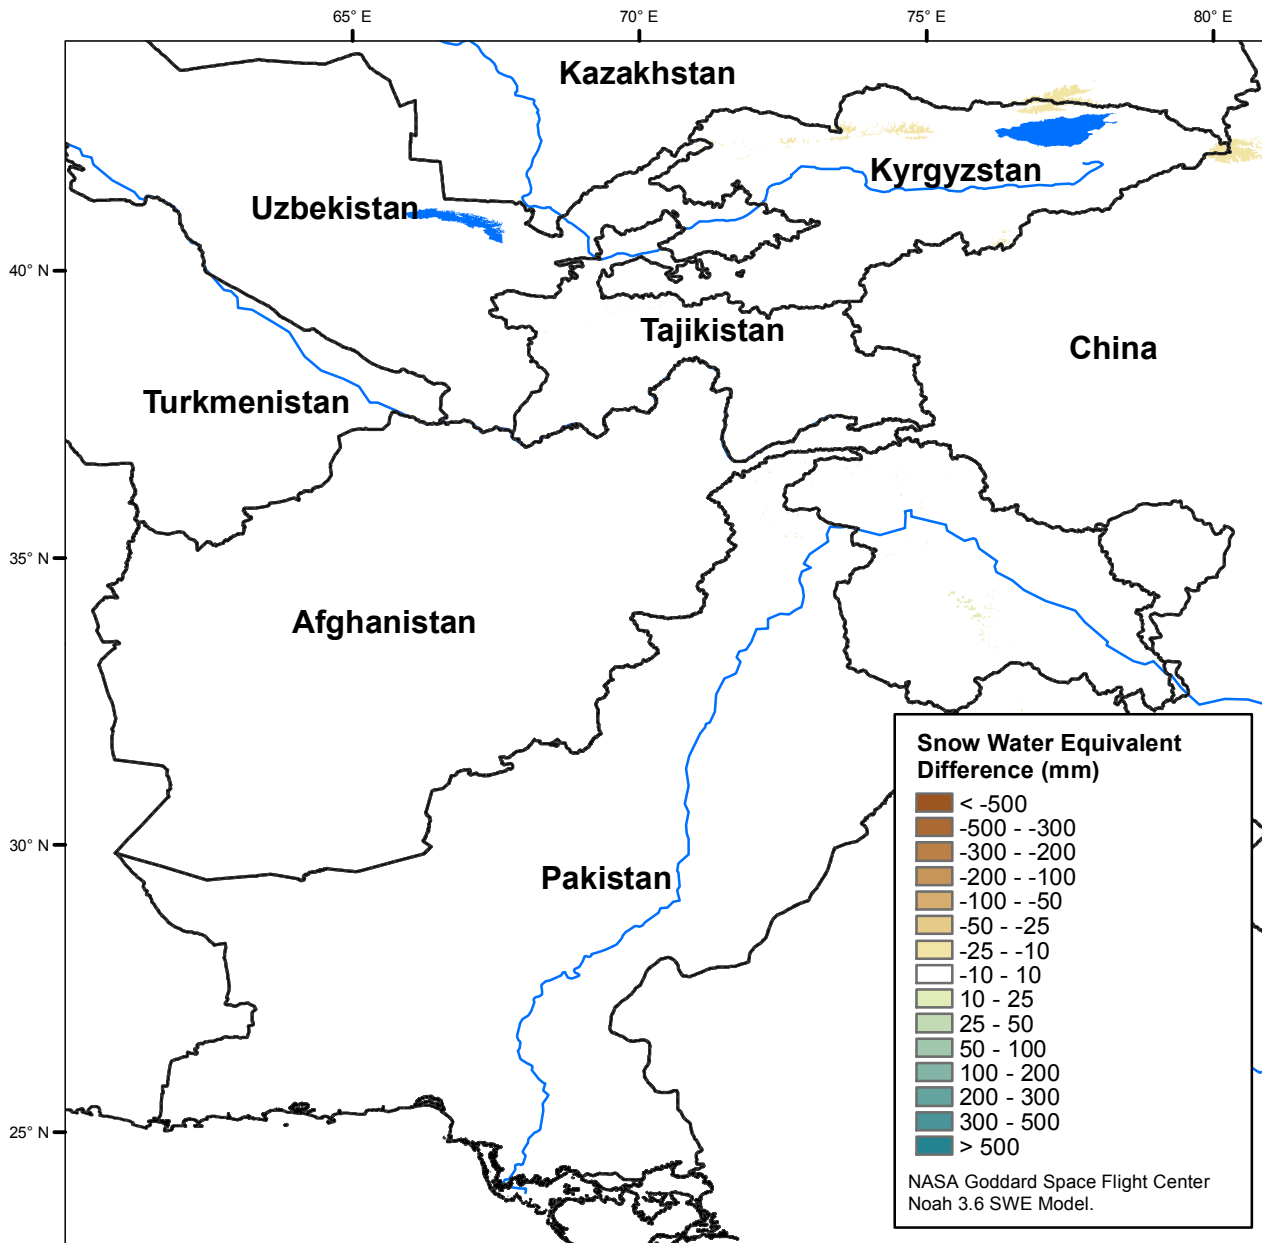 65° E
70° E
75° E
80° E
Kazakhstan
Kyrgyzstan
Uzbekistan
40° N
Tajikistan
China
Turkmenistan
35° N
Afghanistan
30° N
Pakistan
25° N
Snow Water Equivalent
Difference (mm)
< -500
-500 - -300
-300 - -200
-200 - -100
-100 - -50
-50 - -25
-25 - -10
-10 - 10
10 - 25
25 - 50
50 - 100
100 - 200
200 - 300
300 - 500
> 500
NASA Goddard Space Flight Center
Noah 3.6 SWE Model.